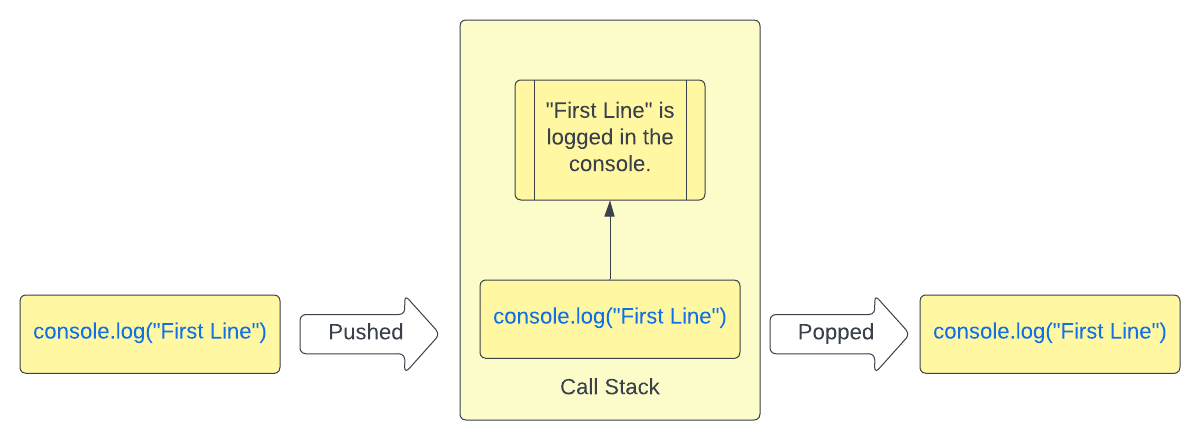 "First Line" is
logged in the
console.
console.log("First Line")
Pushed
console.log("First Line")
Popped
console.log("First Line")
Call Stack